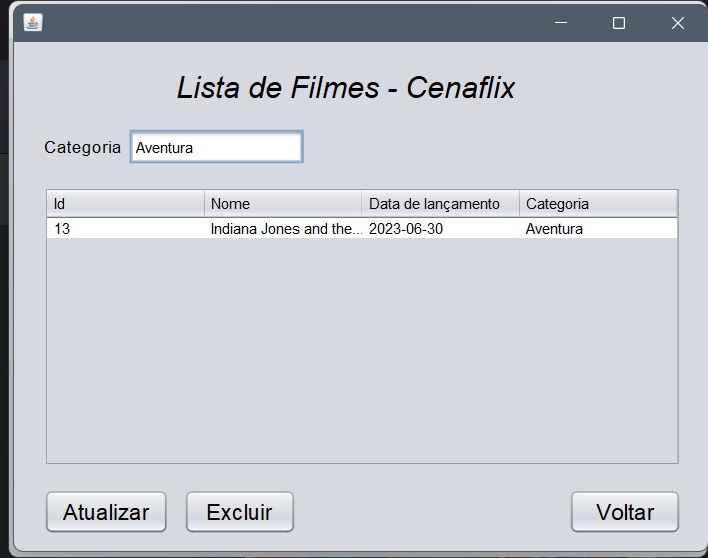 Lista de Filmes - Cenaflix
Categoria Aventura
Id Nome Data de lançamento Categoria
13 Indiana Jones and the... 2023-06-30 Aventura
Atualizar Excluir Voltar